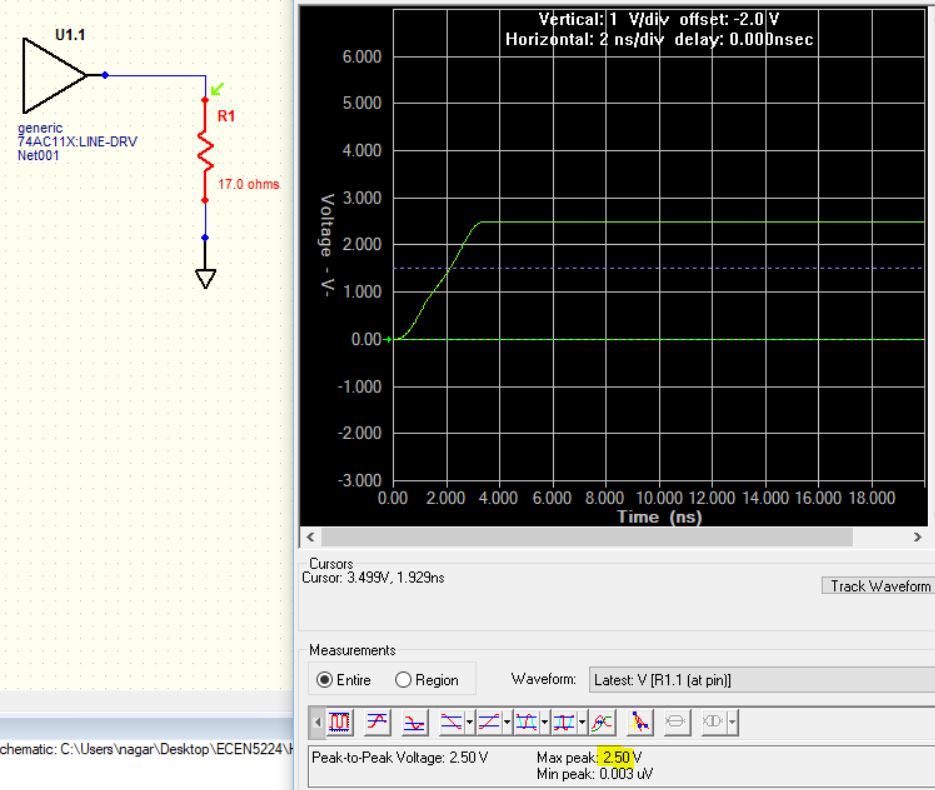 U1.1
generic
74AC11X:LINE-DRV
Net001
R1
17.0 ohms
Vertical: 1 V/div offset: -2.0 V
Horizontal: 2 ns/div delay: 0.000nsec
6.000
5.000
4.000
3.000
2.000
1.000
0.00
-1.000
-2.000
-3.000
Voltage - V-
0.00 2.000 4.000 6.000 8.000 10.000 12.000 14.000 16.000 18.000
Time (ns)
Cursors
Cursor: 3.499V, 1.929ns
Track Waveform
Measurements
Entire Region Waveform: Latest: V [R1.1 (at pin)]
chematic: C:\Users\nagar\Desktop\ECEN5224\
Peak-to-Peak Voltage: 2.50 V Max peak: 2.50 V
Min peak: 0.003 uV